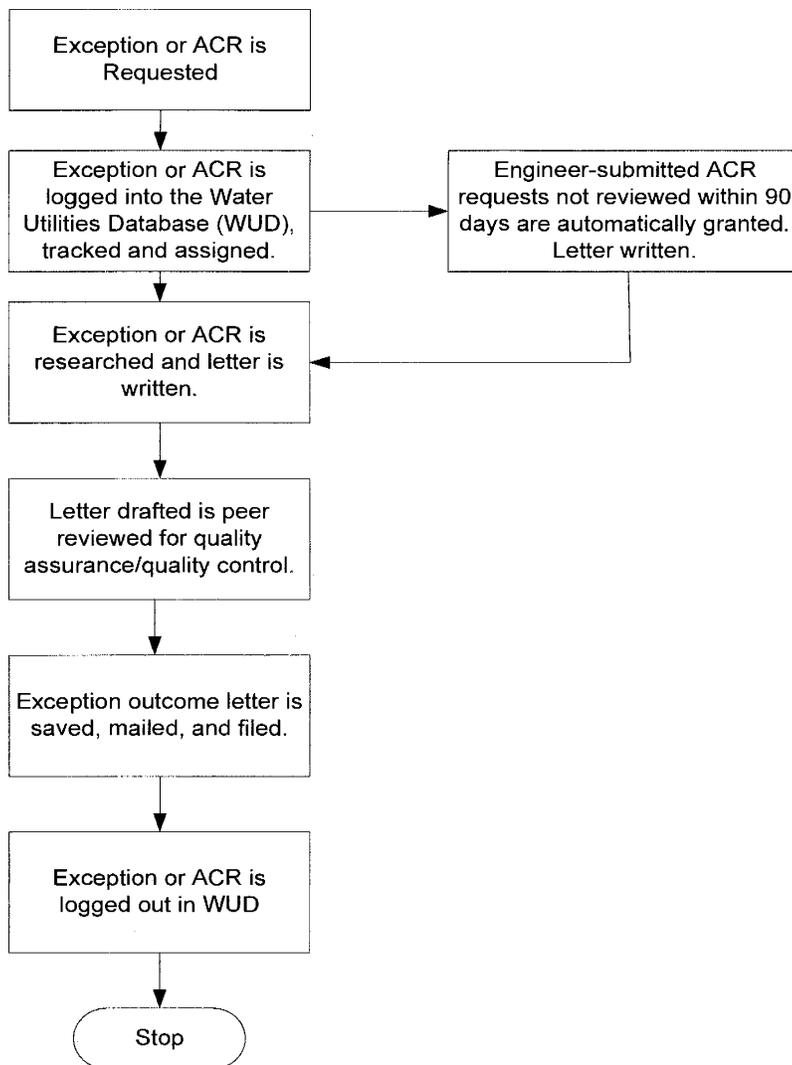 Exception or ACR is
Requested
Exception or ACR is
logged into the Water
Utilities Database (WUD),
tracked and assigned.
Engineer-submitted ACR
requests not reviewed within 90
days are automatically granted.
Letter written.
Exception or ACR is
researched and letter is
written.
Letter drafted is peer
reviewed for quality
assurance/quality control.
Exception outcome letter is
saved, mailed, and filed.
Exception or ACR is
logged out in WUD
Stop